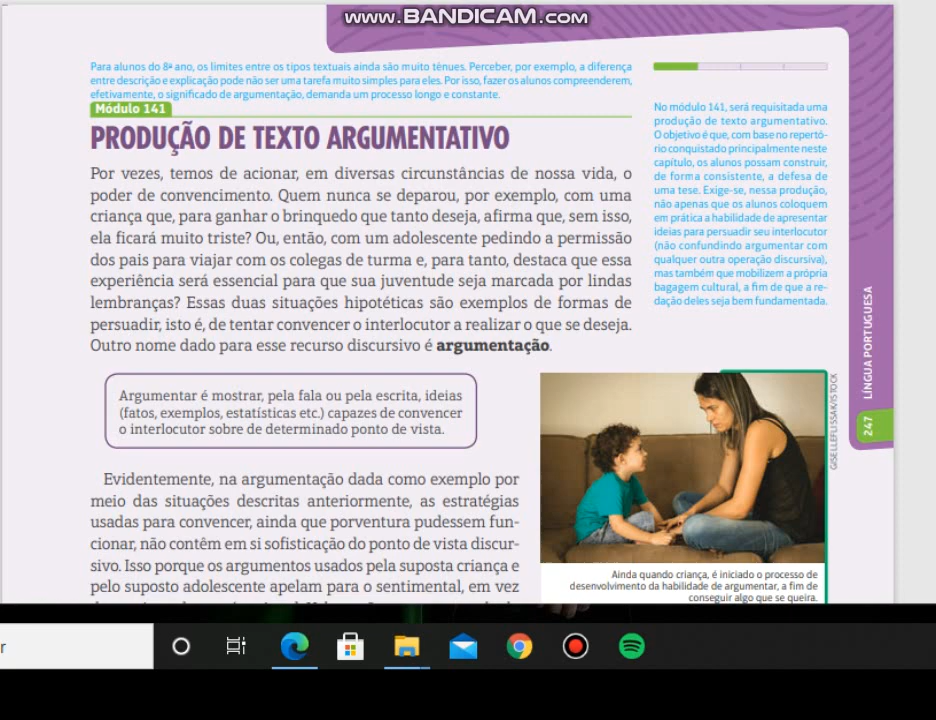 www.BANDICAM.com
Para alunos do 8º ano, os limites entre os tipos textuais ainda são muito tênues. Perceber, por exemplo, a diferença
entre descrição e explicação pode não ser uma tarefa muito simples para eles. Por isso, fazer os alunos compreenderem,
efetivamente, o significado de argumentação, demanda um processo longo e constante.
Módulo 141
PRODUÇÃO DE TEXTO ARGUMENTATIVO
Por vezes, temos de acionar, em diversas circunstâncias de nossa vida, o
poder de convencimento. Quem nunca se deparou, por exemplo, com uma
criança que, para ganhar o brinquedo que tanto deseja, afirma que, sem isso,
ela ficará muito triste? Ou, então, com um adolescente pedindo a permissão
dos pais para viajar com os colegas de turma e, para tanto, destaca que essa
experiência será essencial para que sua juventude seja marcada por lindas
lembranças? Essas duas situações hipotéticas são exemplos de formas de
persuadir, isto é, de tentar convencer o interlocutor a realizar o que se deseja.
Outro nome dado para esse recurso discursivo é argumentação.
Argumentar é mostrar, pela fala ou pela escrita, ideias
(fatos, exemplos, estatísticas etc.) capazes de convencer
o interlocutor sobre de determinado ponto de vista.
Evidentemente, na argumentação dada como exemplo por
meio das situações descritas anteriormente, as estratégias
usadas para convencer, ainda que porventura pudessem fun-
cionar, não contêm em si sofisticação do ponto de vista discur-
sivo. Isso porque os argumentos usados pela suposta criança e
pelo suposto adolescente apelam para o sentimental, em vez
No módulo 141, será requisitada uma
produção de texto argumentativo.
O objetivo é que, com base no repertó-
rio conquistado principalmente neste
capítulo, os alunos possam construir,
de forma consistente, a defesa de
uma tese. Exige-se, nessa produção,
não apenas que os alunos coloquem
em prática a habilidade de apresentar
ideias para persuadir seu interlocutor
(não confundindo argumentar com
qualquer outra operação discursiva),
mas também que mobilizem a própria
bagagem cultural, a fim de que a re-
dação deles seja bem fundamentada.
GISELLEFLISSAK/ISTOCK
Ainda quando criança, é iniciado o processo de
desenvolvimento da habilidade de argumentar, a fim de
conseguir algo que se queira.
LÍNGUA PORTUGUESA
247
r